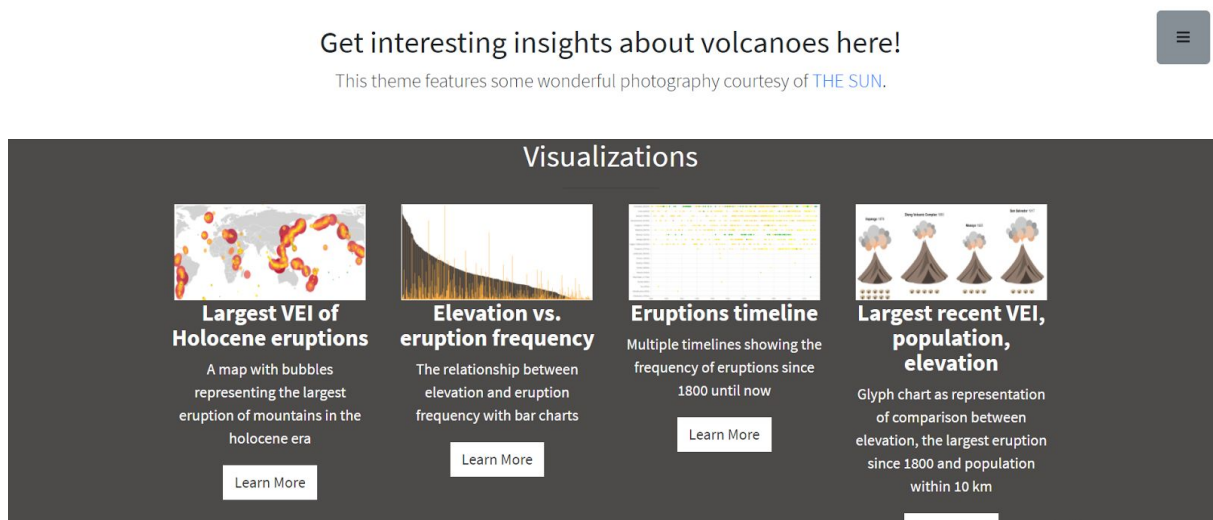 Get interesting insights about volcanoes here!
This theme features some wonderful photography courtesy of THE SUN.
Visualizations
Largest VEI of
Holocene eruptions
A map with bubbles
representing the largest
eruption of mountains in the
holocene era
Learn More
Elevation vs.
eruption frequency
The relationship between
elevation and eruption
frequency with bar charts
Learn More
Eruptions timeline
Multiple timelines showing the
frequency of eruptions since
1800 until now
Learn More
Largest recent VEI,
population,
elevation
Glyph chart as representation
of comparison between
elevation, the largest eruption
since 1800 and population
within 10 km